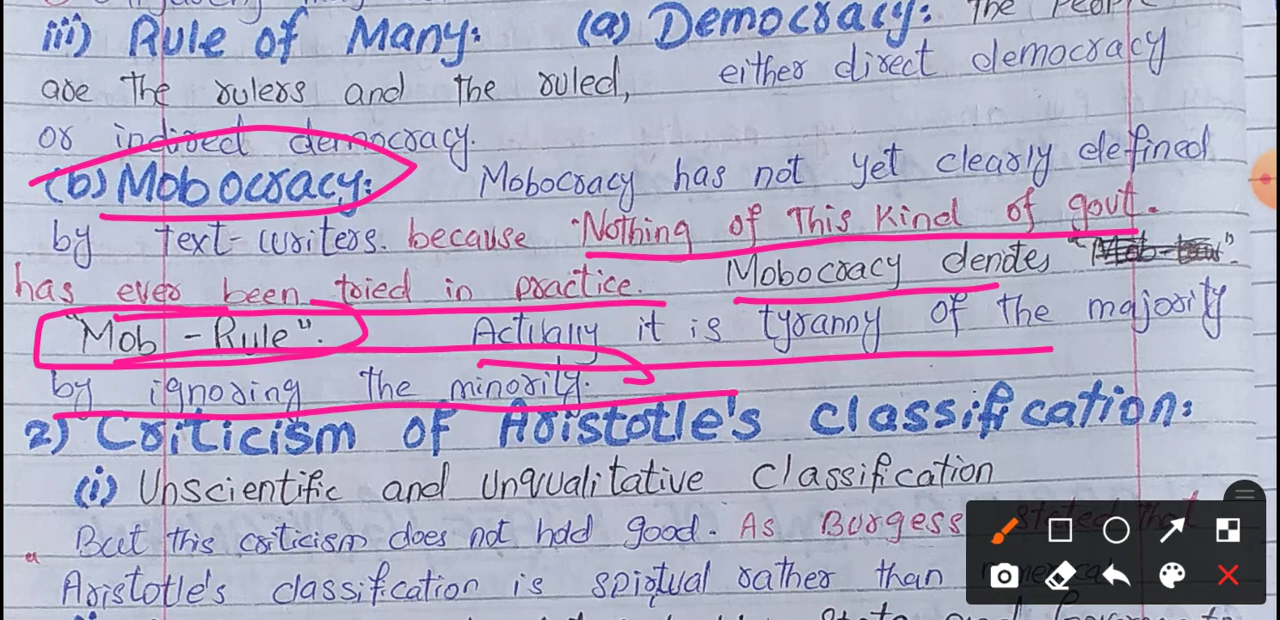 iii) Rule of Many: (a) Democracy: The People
are the rulers and the ruled, either direct democracy
or indirect democracy.
(b) Mobocracy: Mobocracy has not yet clearly defined
by text-writers. because "Nothing of This Kind of govt.
has ever been tried in practice. Mobocracy denotes
"Mob-Rule". Actually it is tyranny of the majority
by ignoring the minority.
2) Criticism of Aristotle's classification:
(i) Unscientific and unqualitative classification
But this criticism does not hold good. As Burgess stated that
Aristotle's classification is spirtual rather than